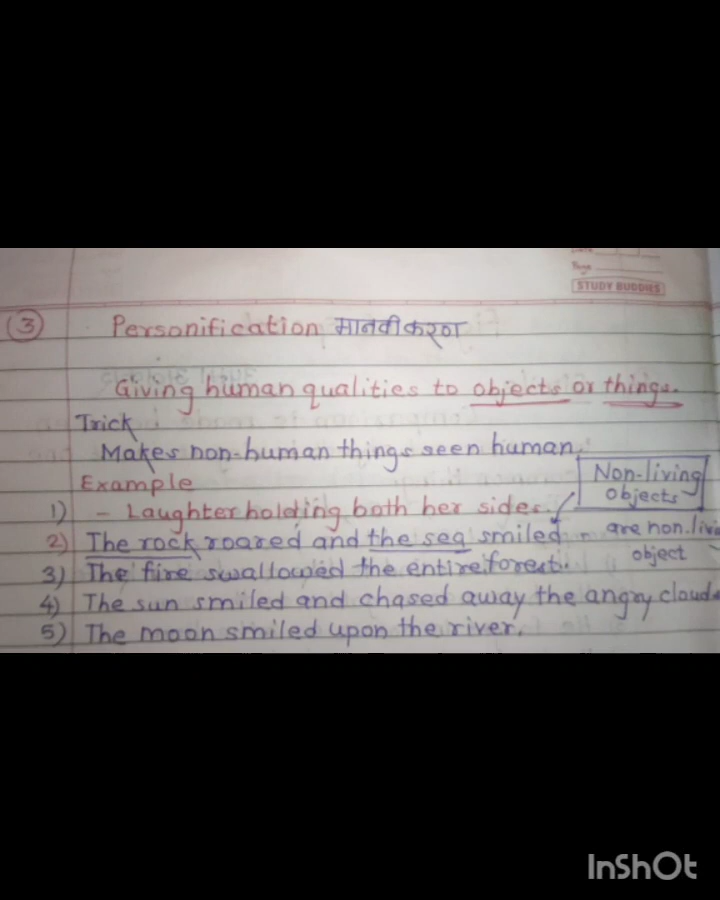 Page
STUDY BUDDIES
3 Personification मानवीकरण
Giving human qualities to objects or things.
Trick
Makes non-human things seen human.
Example
Non-living
objects
1) - Laughter holding both her sides.
2) The rock roared and the sea smiled - are non.liv
object
3) The fire swallowed the entire forest.
4) The sun smiled and chased away the angry clouds
5) The moon smiled upon the river.
InShOt